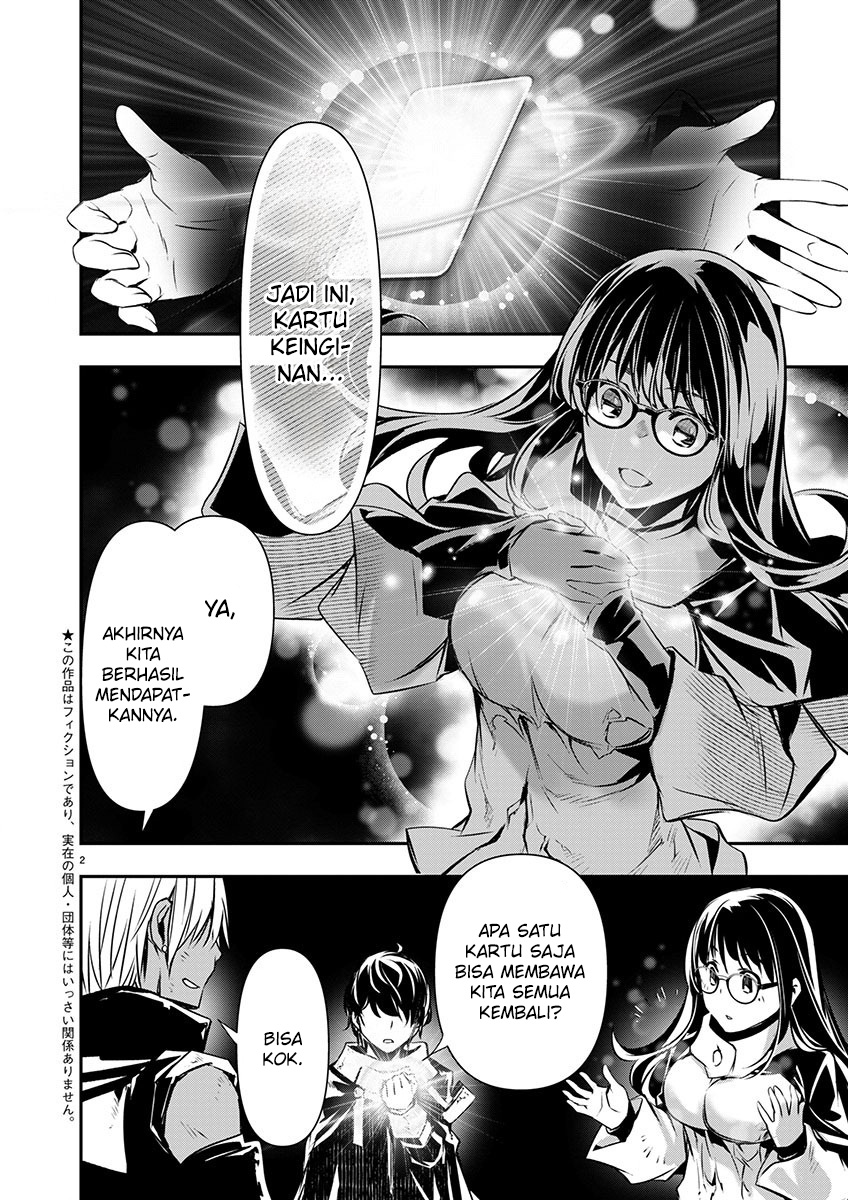 JADI INI,
KARTU
KEINGI-
NAN...
YA,
AKHIRNYA
KITA
BERHASIL
MENDAPAT-
KANNYA.
APA SATU
KARTU SAJA
BISA MEMBAWA
KITA SEMUA
KEMBALI?
BISA
KOK.
★この作品はフィクションであり、実在の個人・団体等にはいっさい関係ありません。
2